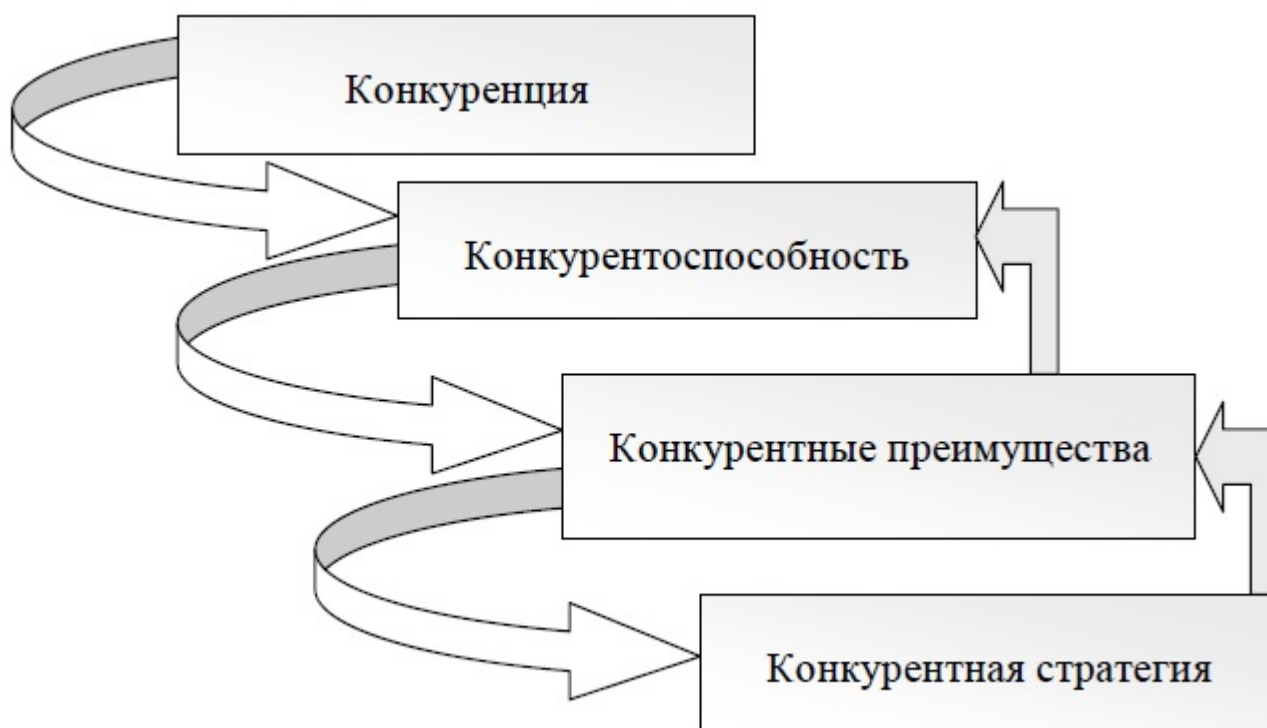 Конкуренция
Конкурентоспособность
Конкурентные преимущества
Конкурентная стратегия